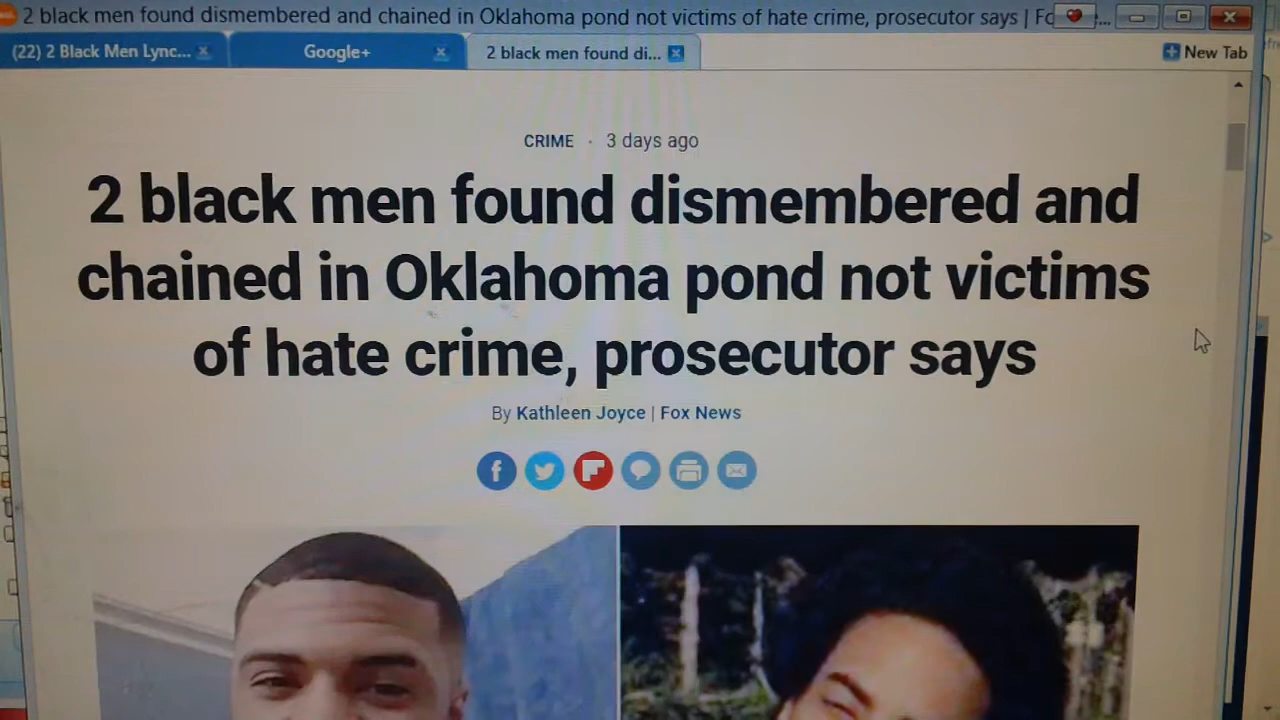 2 black men found dismembered and chained in Oklahoma pond not victims of hate crime, prosecutor says | Fo ...
(22) 2 Black Men Lync...
Google+
2 black men found di...
New Tab
CRIME · 3 days ago
2 black men found dismembered and
chained in Oklahoma pond not victims
of hate crime, prosecutor says
By Kathleen Joyce | Fox News